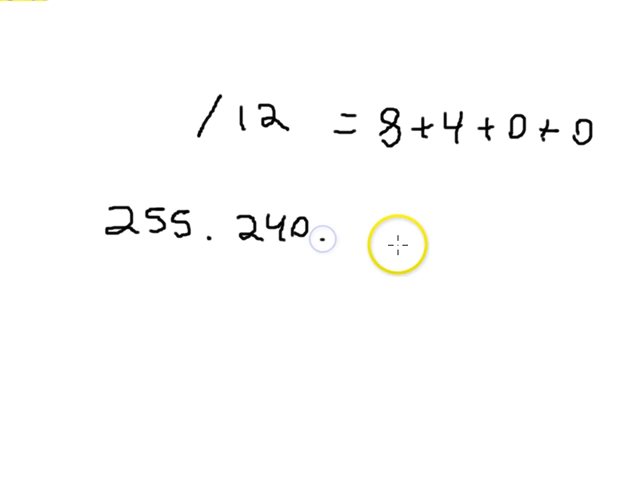 /12 = 8+4+0+0
255.240.